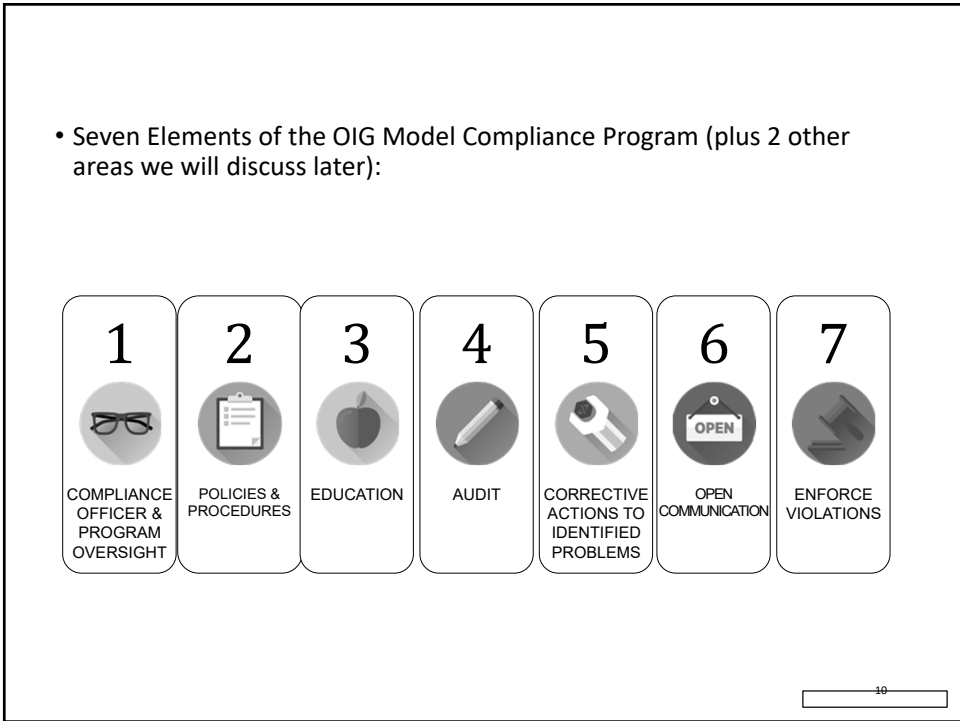 • Seven Elements of the OIG Model Compliance Program (plus 2 other
areas we will discuss later):
1
COMPLIANCE
OFFICER &
PROGRAM
OVERSIGHT
2
POLICIES &
PROCEDURES
3
EDUCATION
4
AUDIT
5
CORRECTIVE
ACTIONS TO
IDENTIFIED
PROBLEMS
6
OPEN
OPEN
COMMUNICATION
7
ENFORCE
VIOLATIONS
10